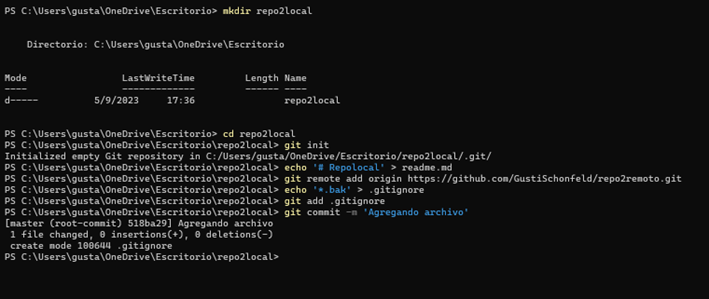 PS C:\Users\gusta\OneDrive\Escritorio> mkdir repo2local
Directorio: C:\Users\gusta\OneDrive\Escritorio
Mode LastWriteTime Length Name
---- ------------- ------ ----
d----- 5/9/2023 17:36 repo2local
PS C:\Users\gusta\OneDrive\Escritorio> cd repo2local
PS C:\Users\gusta\OneDrive\Escritorio\repo2local> git init
Initialized empty Git repository in C:/Users/gusta/OneDrive/Escritorio/repo2local/.git/
PS C:\Users\gusta\OneDrive\Escritorio\repo2local> echo '# Repolocal' > readme.md
PS C:\Users\gusta\OneDrive\Escritorio\repo2local> git remote add origin https://github.com/GustiSchonfeld/repo2remoto.git
PS C:\Users\gusta\OneDrive\Escritorio\repo2local> echo '*.bak' > .gitignore
PS C:\Users\gusta\OneDrive\Escritorio\repo2local> git add .gitignore
PS C:\Users\gusta\OneDrive\Escritorio\repo2local> git commit -m 'Agregando archivo'
[master (root-commit) 518ba29] Agregando archivo
1 file changed, 0 insertions(+), 0 deletions(-)
create mode 100644 .gitignore
PS C:\Users\gusta\OneDrive\Escritorio\repo2local>